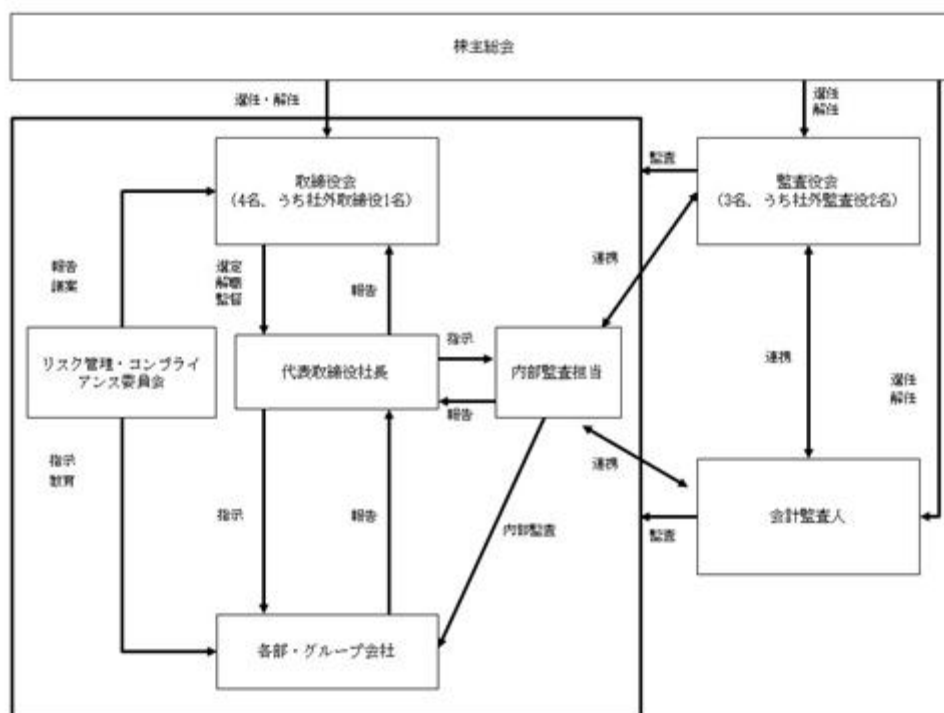 株主総会
選任・解任
選任
解任
取締役会
(4名、うち社外取締役1名)
監査
監査役会
(3名、うち社外監査役2名)
報告
議案
選定
解職
監督
報告
連携
リスク管理・コンプライ
アンス委員会
代表取締役社長
指示
報告
内部監査担当
連携
選任
解任
指示
教育
指示
報告
内部監査
連携
監査
会計監査人
各部・グループ会社